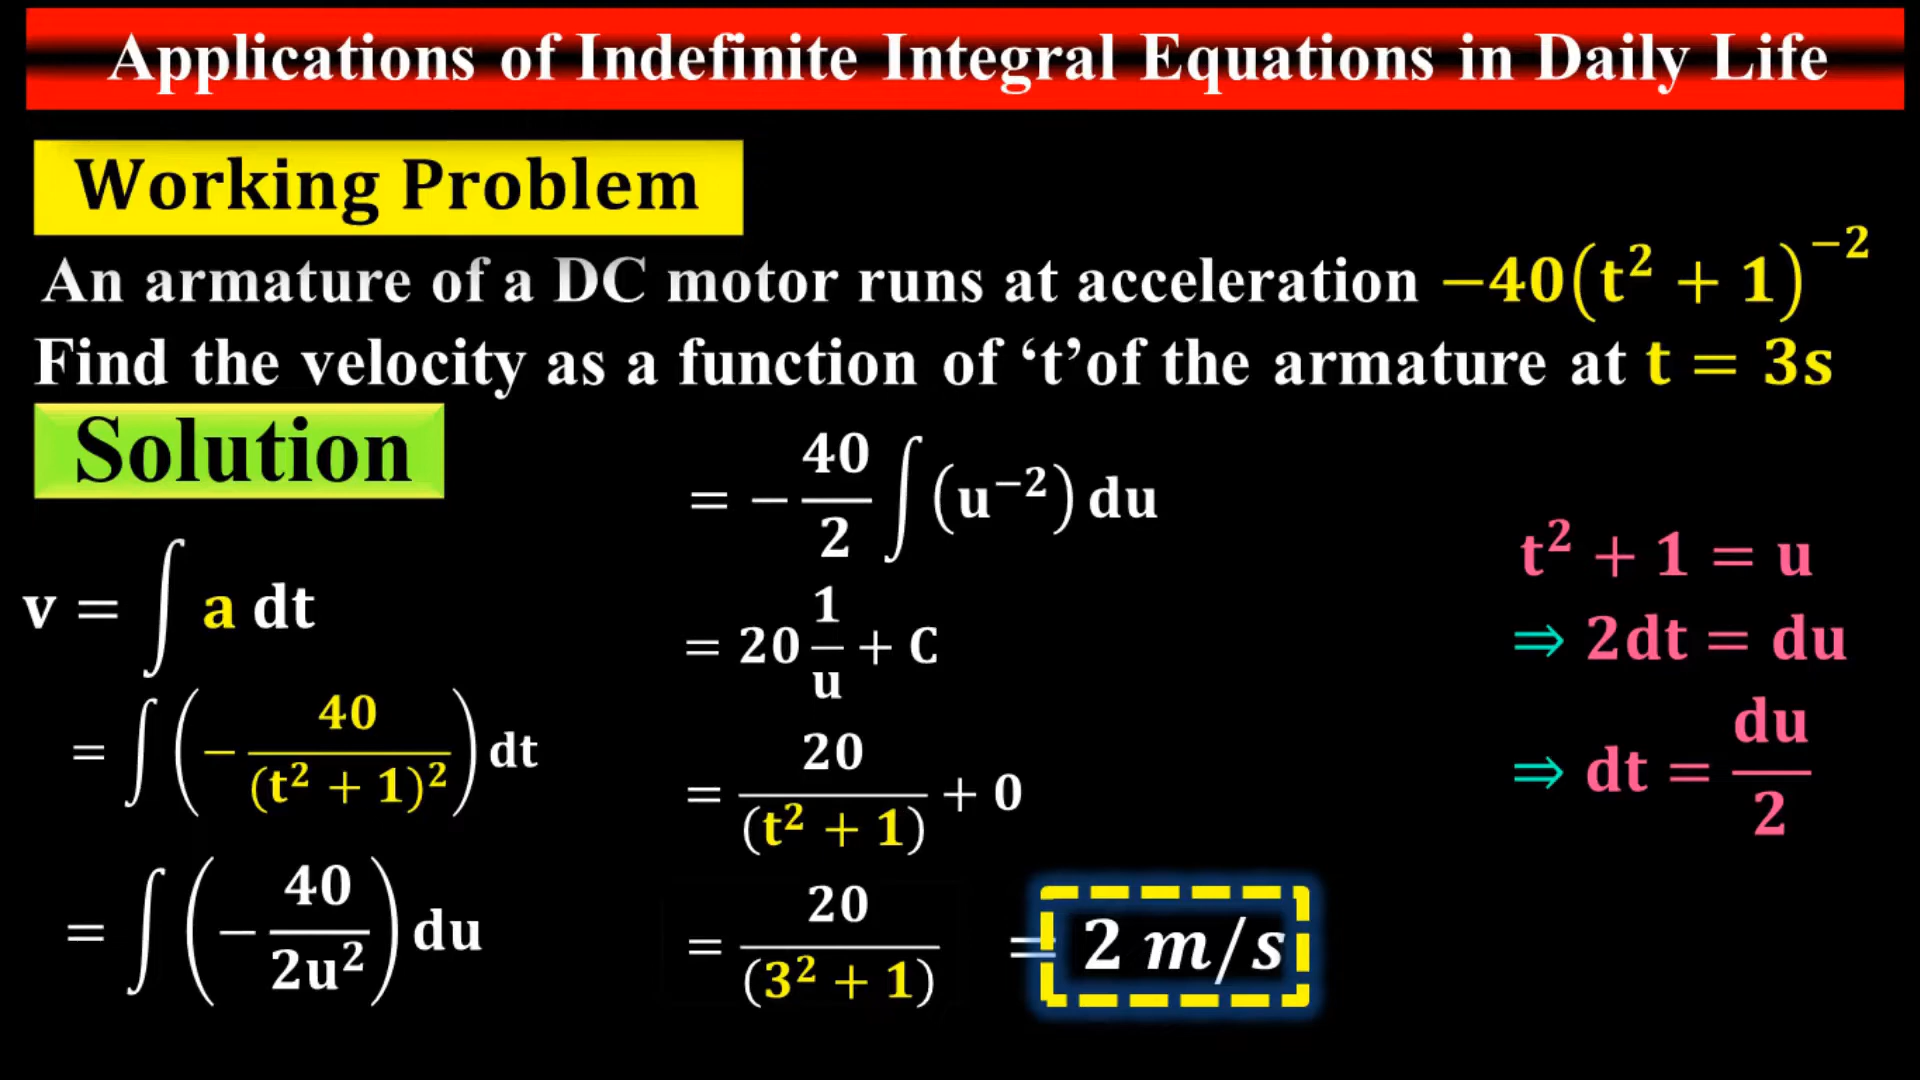 Applications of Indefinite Integral Equations in Daily Life
Working Problem
An armature of a DC motor runs at acceleration −40(t² + 1)⁻²
Find the velocity as a function of ‘t’of the armature at t = 3s
Solution
v = ∫ a dt
= ∫ (− 40/(t² + 1)²) dt
= ∫ (− 40/2u²) du
= − 40/2 ∫ (u⁻²) du
= 20 1/u + C
= 20/(t² + 1) + 0
= 20/(3² + 1) = 2 m/s
t² + 1 = u
⇒ 2dt = du
⇒ dt = du/2